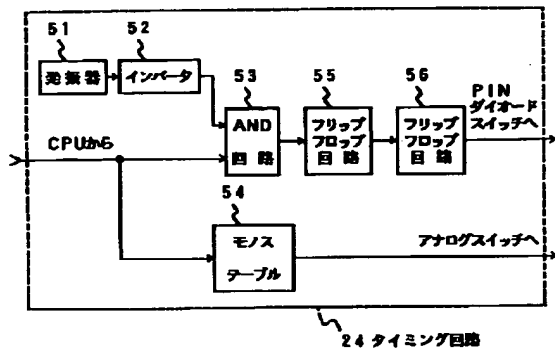 51
52
発振器
インバータ
53
55
56
PIN
ダイオード
スイッチへ
AND
回路
フリップ
フロップ
回路
フリップ
フロップ
回路
CPUから
54
モノス
テーブル
アナログスイッチへ
24 タイミング回路